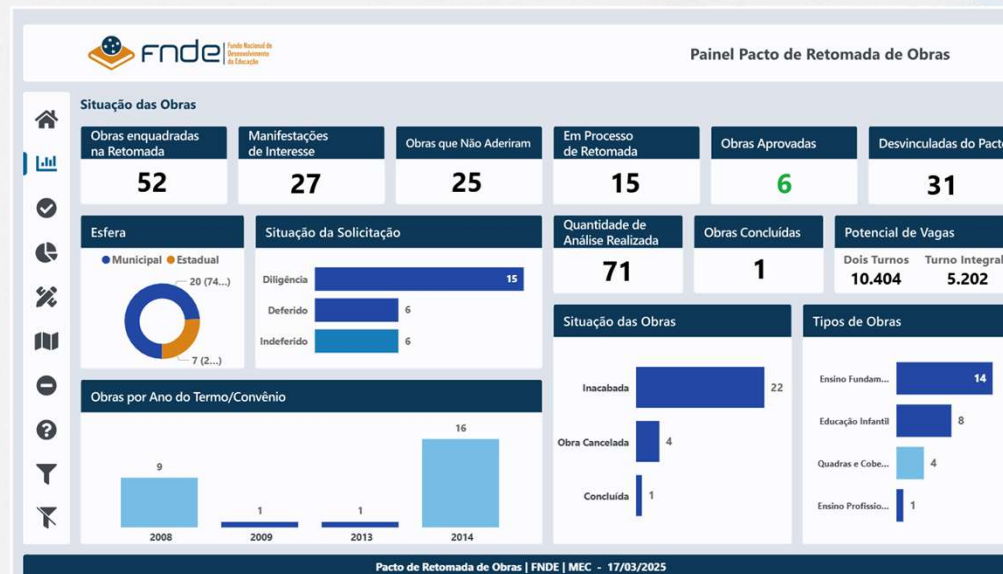 fnde
Fundo Nacional de
Desenvolvimento
da Educação
Painel Pacto de Retomada de Obras
Situação das Obras
Obras enquadradas
na Retomada
52
Manifestações
de Interesse
27
Obras que Não Aderiram
25
Em Processo
de Retomada
15
Obras Aprovadas
6
Desvinculadas do Pacto
31
Esfera
Municipal Estadual
20 (74...)
7 (2...)
Situação da Solicitação
Diligência 15
Deferido 6
Indeferido 6
Quantidade de
Análise Realizada
71
Obras Concluídas
1
Potencial de Vagas
Dois Turnos Turno Integral
10.404 5.202
Obras por Ano do Termo/Convênio
9 1 1 16
2008 2009 2013 2014
Situação das Obras
Inacabada 22
Obra Cancelada 4
Concluída 1
Tipos de Obras
Ensino Fundam... 14
Educação Infantil 8
Quadras e Cobe... 4
Ensino Profissio... 1
Pacto de Retomada de Obras | FNDE | MEC - 17/03/2025